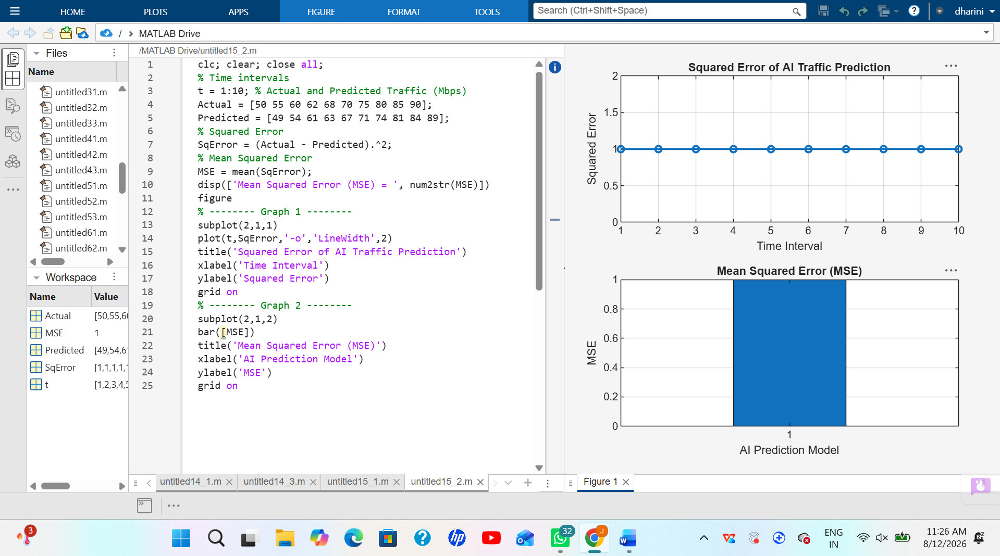 HOME PLOTS APPS FIGURE FORMAT TOOLS Search (Ctrl+Shift+Space) dharini
/ > MATLAB Drive
Files
Name
untitled31.m
untitled32.m
untitled33.m
untitled41.m
untitled42.m
untitled43.m
untitled51.m
untitled52.m
untitled53.m
untitled61.m
untitled62.m
Workspace
Name Value
Actual [50,55,60
MSE 1
Predicted [49,54,61
SqError [1,1,1,1,1
t [1,2,3,4,5
/MATLAB Drive/untitled15_2.m
1 clc; clear; close all;
2 % Time intervals
3 t = 1:10; % Actual and Predicted Traffic (Mbps)
4 Actual = [50 55 60 62 68 70 75 80 85 90];
5 Predicted = [49 54 61 63 67 71 74 81 84 89];
6 % Squared Error
7 SqError = (Actual - Predicted).^2;
8 % Mean Squared Error
9 MSE = mean(SqError);
10 disp(['Mean Squared Error (MSE) = ', num2str(MSE)])
11 figure
12 % -------- Graph 1 --------
13 subplot(2,1,1)
14 plot(t,SqError,'-o','LineWidth',2)
15 title('Squared Error of AI Traffic Prediction')
16 xlabel('Time Interval')
17 ylabel('Squared Error')
18 grid on
19 % -------- Graph 2 --------
20 subplot(2,1,2)
21 bar([MSE])
22 title('Mean Squared Error (MSE)')
23 xlabel('AI Prediction Model')
24 ylabel('MSE')
25 grid on
untitled14_1.m untitled14_3.m untitled15_1.m untitled15_2.m
Squared Error of AI Traffic Prediction
Squared Error
2
1.5
1
0.5
0
1 2 3 4 5 6 7 8 9 10
Time Interval
Mean Squared Error (MSE)
MSE
1
0.8
0.6
0.4
0.2
0
1
AI Prediction Model
Figure 1
3
32
J
ENG
IN
11:26 AM
8/12/2026